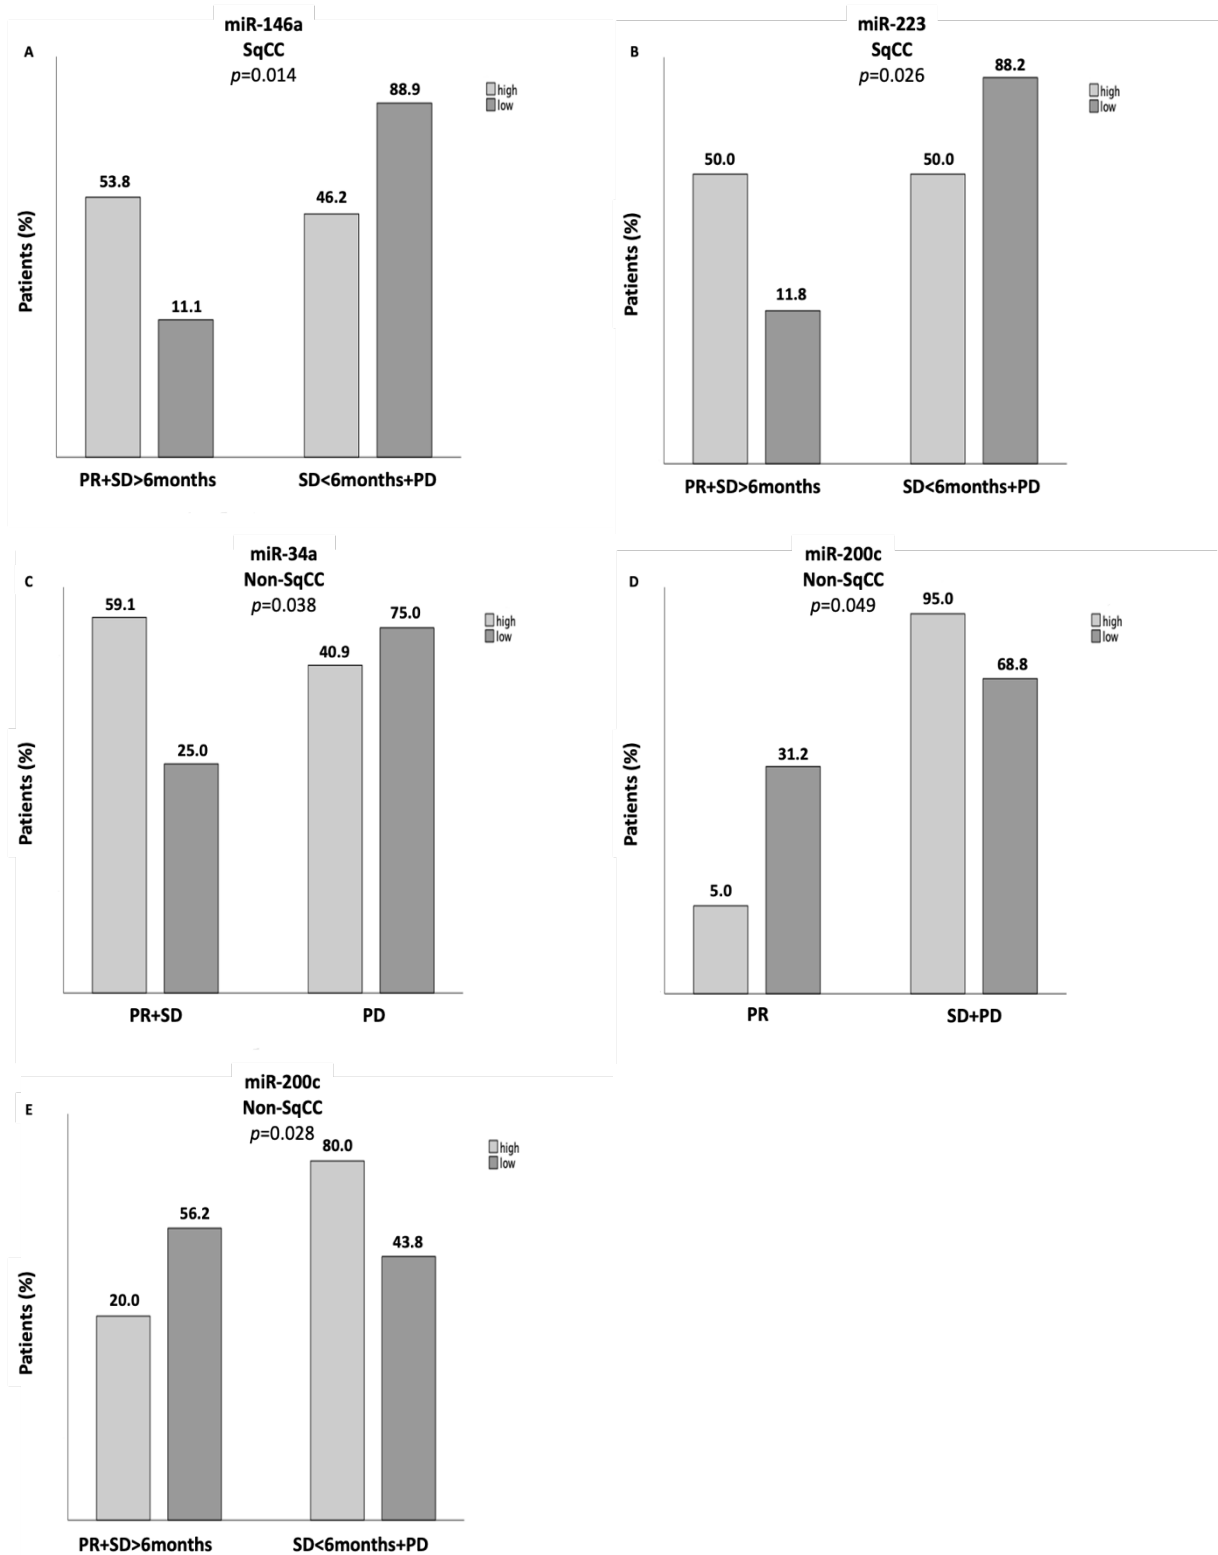 A
miR-146a
SqCC
p=0.014
high
low
Patients (%)
53.8
11.1
46.2
88.9
PR+SD>6months
SD<6months+PD
B
miR-223
SqCC
p=0.026
high
low
Patients (%)
50.0
11.8
50.0
88.2
PR+SD>6months
SD<6months+PD
C
miR-34a
Non-SqCC
p=0.038
high
low
Patients (%)
59.1
25.0
40.9
75.0
PR+SD
PD
D
miR-200c
Non-SqCC
p=0.049
high
low
Patients (%)
5.0
31.2
95.0
68.8
PR
SD+PD
E
miR-200c
Non-SqCC
p=0.028
high
low
Patients (%)
20.0
56.2
80.0
43.8
PR+SD>6months
SD<6months+PD